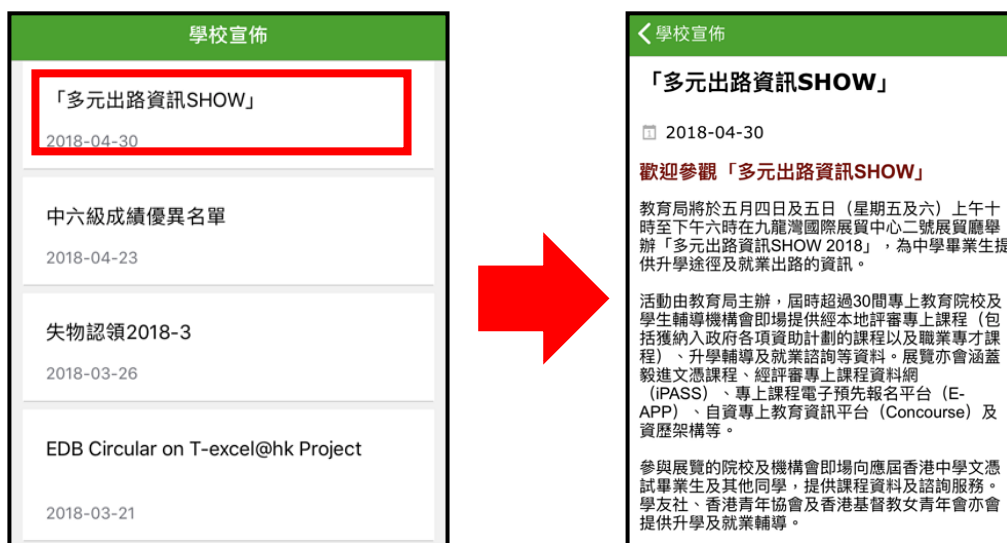 學校宣佈
「多元出路資訊SHOW」
2018-04-30
中六級成績優異名單
2018-04-23
失物認領2018-3
2018-03-26
EDB Circular on T-excel@hk Project
2018-03-21
學校宣佈
「多元出路資訊SHOW」
2018-04-30
歡迎參觀「多元出路資訊SHOW」
教育局將於五月四日及五日（星期五及六）上午十
時至下午六時在九龍灣國際展貿中心二號展貿廳舉
辦「多元出路資訊SHOW 2018」，為中學畢業生提
供升學途徑及就業出路的資訊。
活動由教育局主辦，屆時超過30間專上教育院校及
學生輔導機構會即場提供經本地評審專上課程（包
括獲納入政府各項資助計劃的課程以及職業專才課
程）、升學輔導及就業諮詢等資料。展覽亦會涵蓋
毅進文憑課程、經評審專上課程資料網
（iPASS）、專上課程電子預先報名平台（E-
APP）、自資專上教育資訊平台（Concourse）及
資歷架構等。
參與展覽的院校及機構會即場向應屆香港中學文憑
試畢業生及其他同學，提供課程資料及諮詢服務。
學友社、香港青年協會及香港基督教女青年會亦會
提供升學及就業輔導。